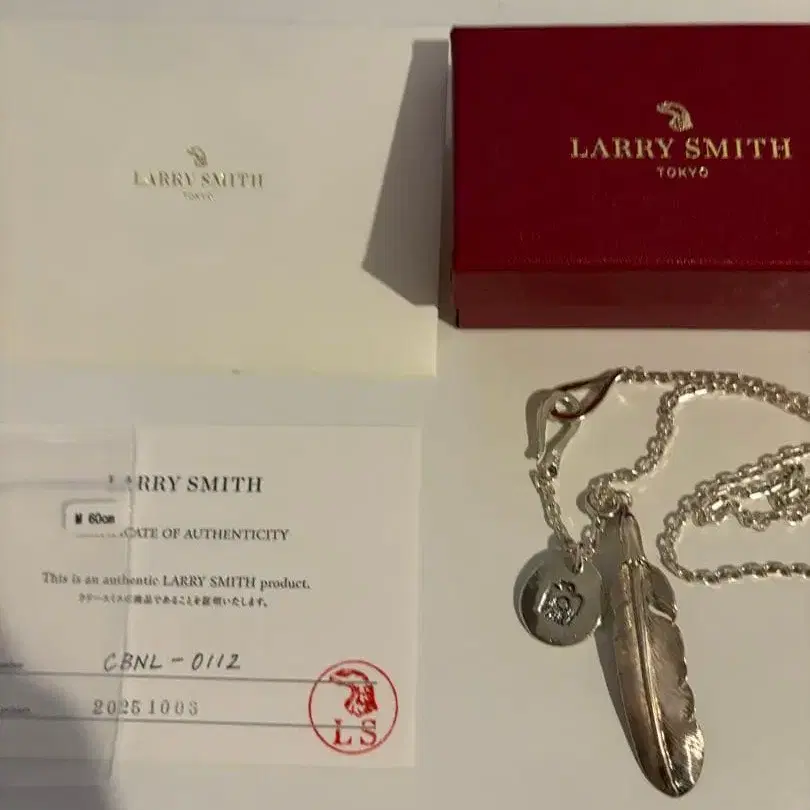 LARRY SMITH
TOKYO
LARRY SMITH
TOKYO
LARRY SMITH
M 60cm
OF AUTHENTICITY
This is an authentic LARRY SMITH product.
ラリースミスの商品であることを証明いたします。
CBNL-0112
20251003
LS